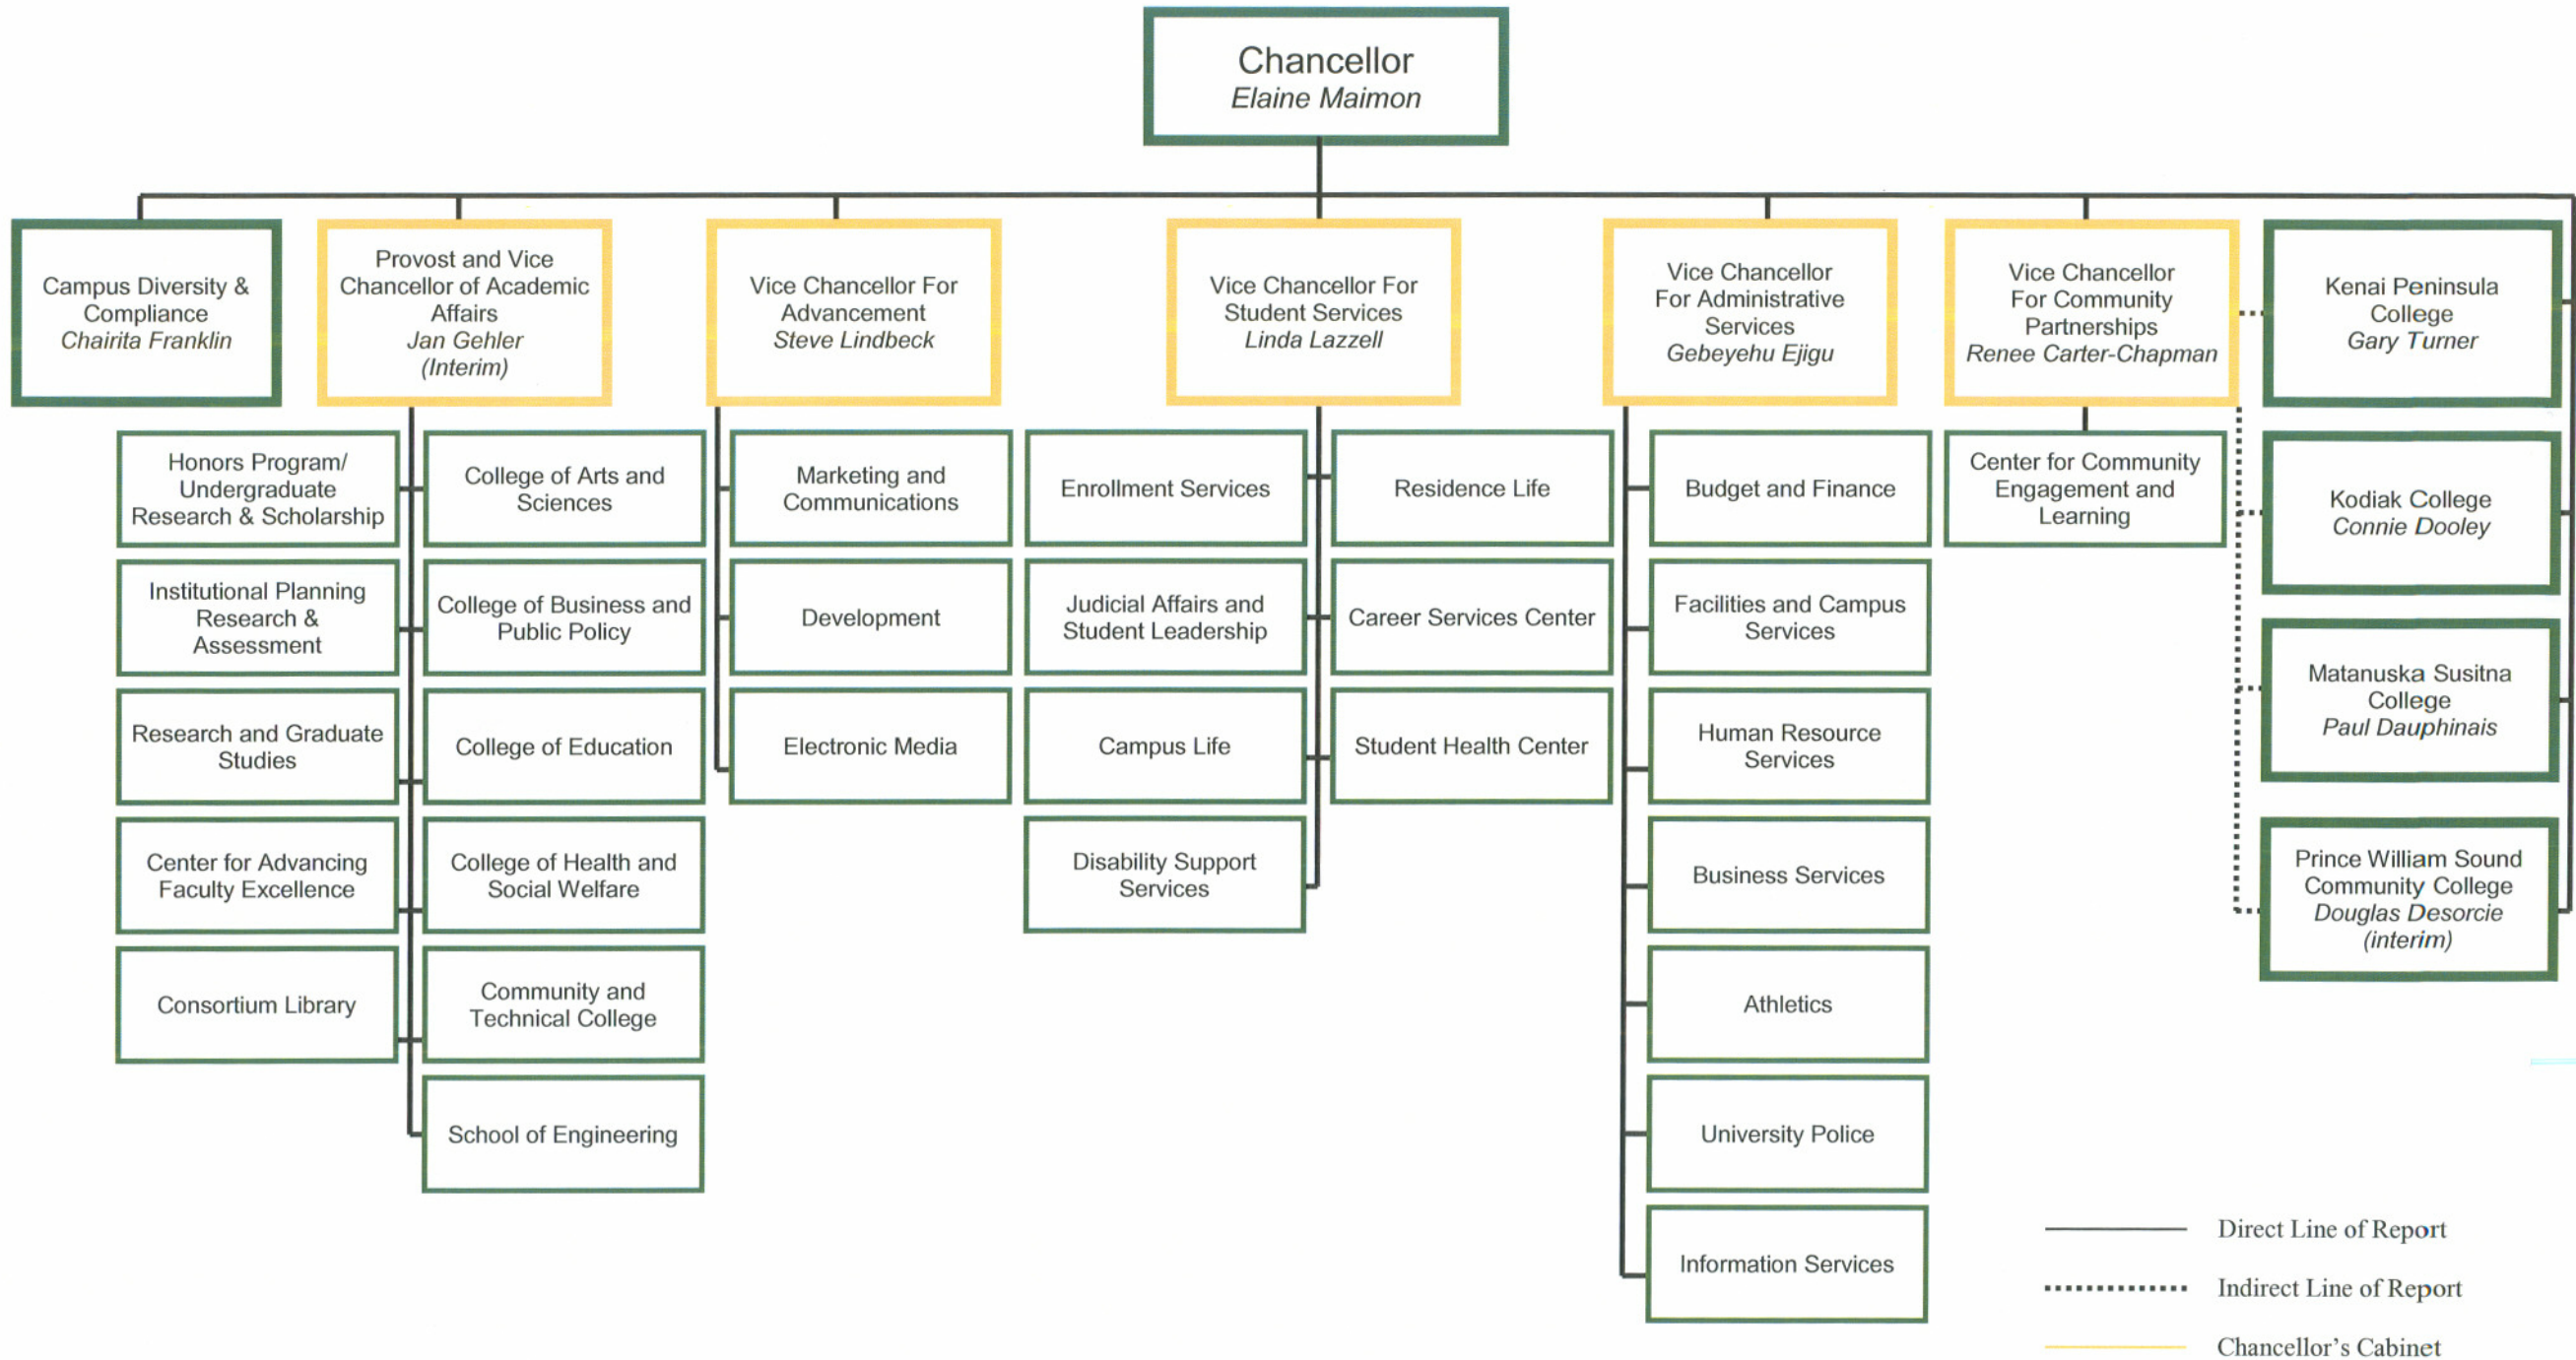 Chancellor
Elaine Maimon
Campus Diversity &
Compliance
Chairita Franklin
Provost and Vice
Chancellor of Academic
Affairs
Jan Gehler
(Interim)
Vice Chancellor For
Advancement
Steve Lindbeck
Vice Chancellor For
Student Services
Linda Lazzell
Vice Chancellor
For Administrative
Services
Gebeyehu Ejigu
Vice Chancellor
For Community
Partnerships
Renee Carter-Chapman
Kenai Peninsula
College
Gary Turner
Honors Program/
Undergraduate
Research & Scholarship
Institutional Planning
Research &
Assessment
Research and Graduate
Studies
Center for Advancing
Faculty Excellence
Consortium Library
College of Arts and
Sciences
College of Business and
Public Policy
College of Education
College of Health and
Social Welfare
Community and
Technical College
School of Engineering
Marketing and
Communications
Development
Electronic Media
Enrollment Services
Judicial Affairs and
Student Leadership
Campus Life
Disability Support
Services
Residence Life
Career Services Center
Student Health Center
Budget and Finance
Facilities and Campus
Services
Human Resource
Services
Business Services
Athletics
University Police
Information Services
Center for Community
Engagement and
Learning
Kodiak College
Connie Dooley
Matanuska Susitna
College
Paul Dauphinais
Prince William Sound
Community College
Douglas Desorcie
(interim)
Direct Line of Report
Indirect Line of Report
Chancellor's Cabinet